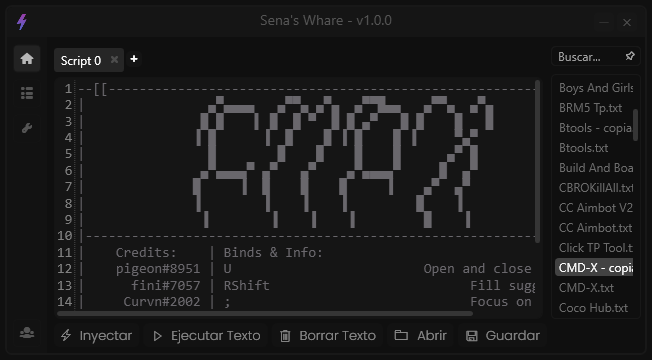 Sena's Whare - v1.0.0
Script 0
Buscar...
1 --[[------------------------------------------------------------
2 |
3 |
4 |
5 |
6 |
7 |
8 |
9 |
10 |------------------------------------------------------------
11 | Credits: | Binds & Info:
12 | pigeon#8951 | U Open and close
13 | fini#7057 | RShift Fill sugg
14 | Curvn#2002 | ; Focus on
Boys And Girls
BRM5 Tp.txt
Btools - copia
Btools.txt
Build And Boa
CBROKillAll.txt
CC Aimbot V2
CC Aimbot.txt
Click TP Tool.t
CMD-X - copia
CMD-X.txt
Coco Hub.txt
Inyectar
Ejecutar Texto
Borrar Texto
Abrir
Guardar